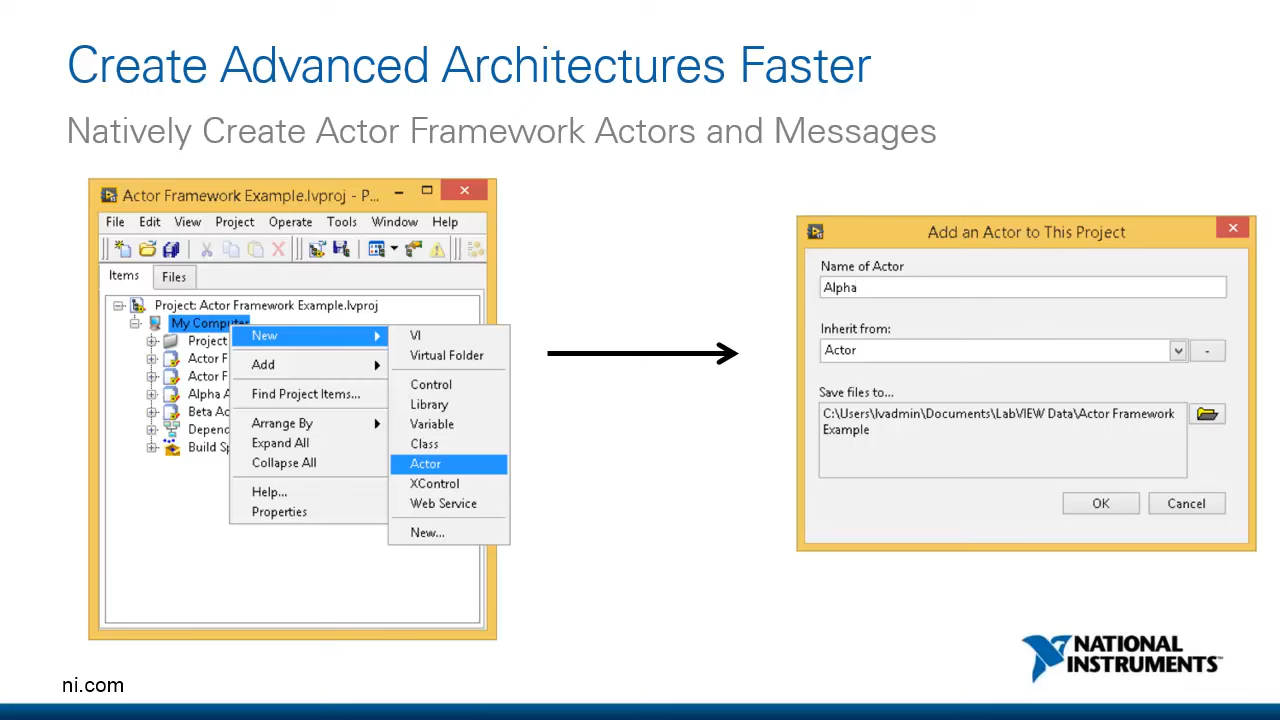 Create Advanced Architectures Faster
Natively Create Actor Framework Actors and Messages
Actor Framework Example.lvproj - P...
File Edit View Project Operate Tools Window Help
Items Files
Project: Actor Framework Example.lvproj
My Computer
Project
Actor F
Actor F
Alpha A
Beta Ac
Depend
Build Sp
New
Add
Find Project Items...
Arrange By
Expand All
Collapse All
Help...
Properties
VI
Virtual Folder
Control
Library
Variable
Class
Actor
XControl
Web Service
New...
Add an Actor to This Project
Name of Actor
Alpha
Inherit from:
Actor
-
Save files to...
C:\Users\lvadmin\Documents\LabVIEW Data\Actor Framework
Example
OK Cancel
NATIONAL
INSTRUMENTS™
ni.com